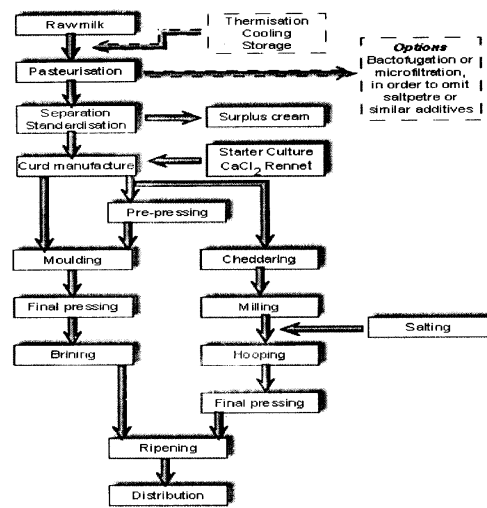 Raw milk
Thermisation
Cooling
Storage
Pasteurisation
Options
Bactofugation or
microfiltration,
in order to omit
saltpetre or
similar additives
Separation
Standardisation
Surplus cream
Curd manufacture
Starter Culture
CaCl2 Rennet
Pre-pressing
Moulding
Cheddaring
Final pressing
Milling
Salting
Brining
Hooping
Final pressing
Ripening
Distribution